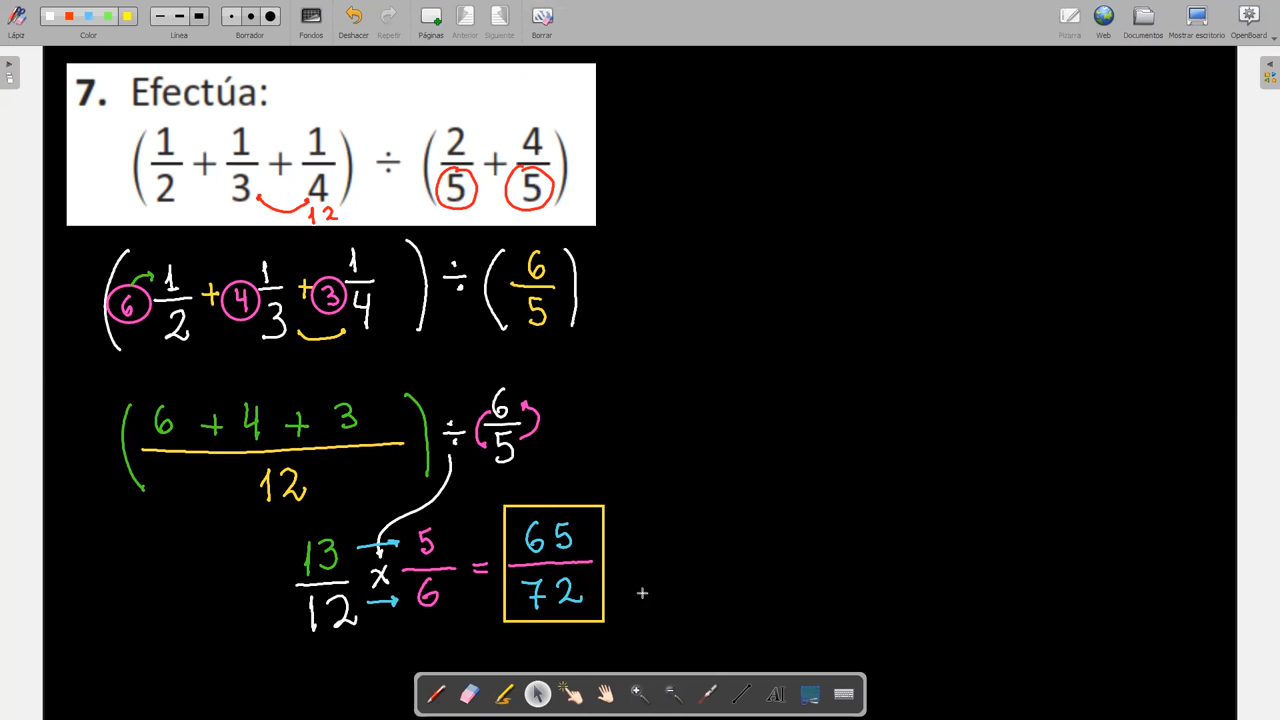 Lápiz Color Línea Borrador Fondos Deshacer Repetir Páginas Anterior Siguiente Borrar Pizarra Web Documentos Mostrar escritorio OpenBoard
7. Efectúa:
(1/2 + 1/3 + 1/4) ÷ (2/5 + 4/5)
12
(6 1/2 + 4 1/3 + 3 1/4) ÷ (6/5)
(6 + 4 + 3 / 12) ÷ 6/5
13/12 x 5/6 = 65/72
AI